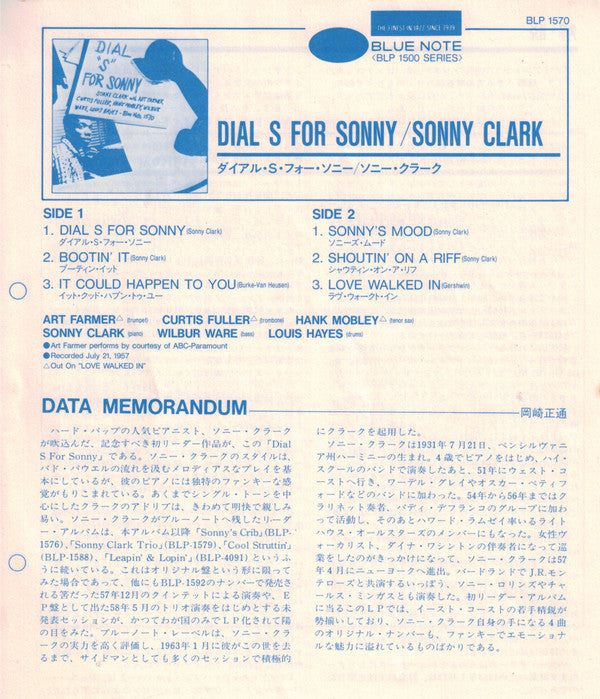 BLP 1570
THE FINEST IN JAZZ SINCE 1939
BLUE NOTE
〈BLP 1500 SERIES〉
DIAL
"S"
FOR SONNY
SONNY CLARK with ART FARMER,
CURTIS FULLER, HANK MOBLEY, WILBUR
WARE, LOUIS HAYES
DIAL S FOR SONNY/SONNY CLARK
ダイアル・S・フォー・ソニー/ソニー・クラーク
SIDE 1
1. DIAL S FOR SONNY (Sonny Clark)
ダイアル・S・フォー・ソニー
2. BOOTIN' IT (Sonny Clark)
ブーティン・イット
3. IT COULD HAPPEN TO YOU (Burke-Van Heusen)
イット・クッド・ハプン・トゥ・ユー
SIDE 2
1. SONNY'S MOOD (Sonny Clark)
ソニーズ・ムード
2. SHOUTIN' ON A RIFF (Sonny Clark)
シャウティン・オン・ア・リフ
3. LOVE WALKED IN (Gershwin)
ラヴ・ウォークト・イン
ART FARMER△ (trumpet) CURTIS FULLER△ (trombone) HANK MOBLEY△ (tenor sax)
SONNY CLARK (piano) WILBUR WARE (bass) LOUIS HAYES (drums)
●Art Farmer performs by courtesy of ABC-Paramount
●Recorded July 21, 1957
△Out On "LOVE WALKED IN"
DATA MEMORANDUM
岡崎正通
ハード・バップの人気ピアニスト、ソニー・クラーク
が吹込んだ、記念すべき初リーダー作品が、この「Dial
S For Sonny」である。ソニー・クラークのスタイルは、
バド・パウエルの流れを汲むメロディアスなプレイを基
本にしているが、彼のピアノには独特のファンキーな感
覚がもりこまれている。あくまでシングル・トーンを中
心にしたクラークのアドリブは、きわめて明快で親しみ
易い。ソニー・クラークがブルーノートへ残したリーダ
ー・アルバムは、本アルバム以降「Sonny's Crib」(BLP-
1576)、「Sonny Clark Trio」(BLP-1579)、「Cool Struttin'」
(BLP-1588)、「Leapin' & Lopin'」(BLP-4091)というふ
うに続いている。これはオリジナル盤という形に限って
みた場合であって、他にもBLP-1592のナンバーで発売さ
れる筈だった57年12月のクインテットによる演奏や、E
P盤として出た58年5月のトリオ演奏をはじめとする未
発表セッションが、かつてわが国のみでLP化されて陽
の目をみた。ブルーノート・レーベルは、ソニー・クラ
ークの実力を高く評価し、1963年1月に彼がこの世を去
るまで、サイドマンとしても多くのセッションで積極的
にクラークを起用した。
ソニー・クラークは1931年7月21日、ペンシルヴァニ
ア州ハーミニーの生まれ。4歳でピアノをはじめ、ハイ・
スクールのバンドで演奏したあと、51年にウェスト・コ
ーストへ行き、ワーデル・グレイやオスカー・ペティフ
ォードなどのバンドに加わった。54年から56年まではク
ラリネット奏者、バディ・デフランコのグループに加わ
って活動し、そのあとハワード・ラムゼイ率いるライト
ハウス・オールスターズのメンバーにもなった。女性ヴ
ォーカリスト、ダイナ・ワシントンの伴奏者になって巡
業をしたのがきっかけになって、ソニー・クラークは57
年4月にニューヨークへ進出。バードランドでJ.R.モン
テローズと共演するいっぽう、ソニー・ロリンズやチャ
ールス・ミンガスとも演奏した。初リーダー・アルバム
に当るこのLPでは、イースト・コーストの若手精鋭が
勢揃いしており、ソニー・クラーク自身の手になる4曲
のオリジナル・ナンバーも、ファンキーでエモーショナ
ルな魅力に溢れているものばかりである。